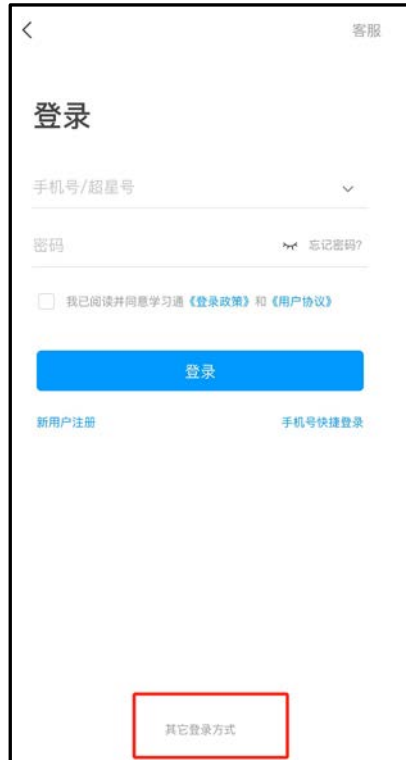 客服
登录
手机号/超星号
密码 忘记密码?
我已阅读并同意学习通《登录政策》和《用户协议》
登录
新用户注册 手机号快捷登录
其它登录方式